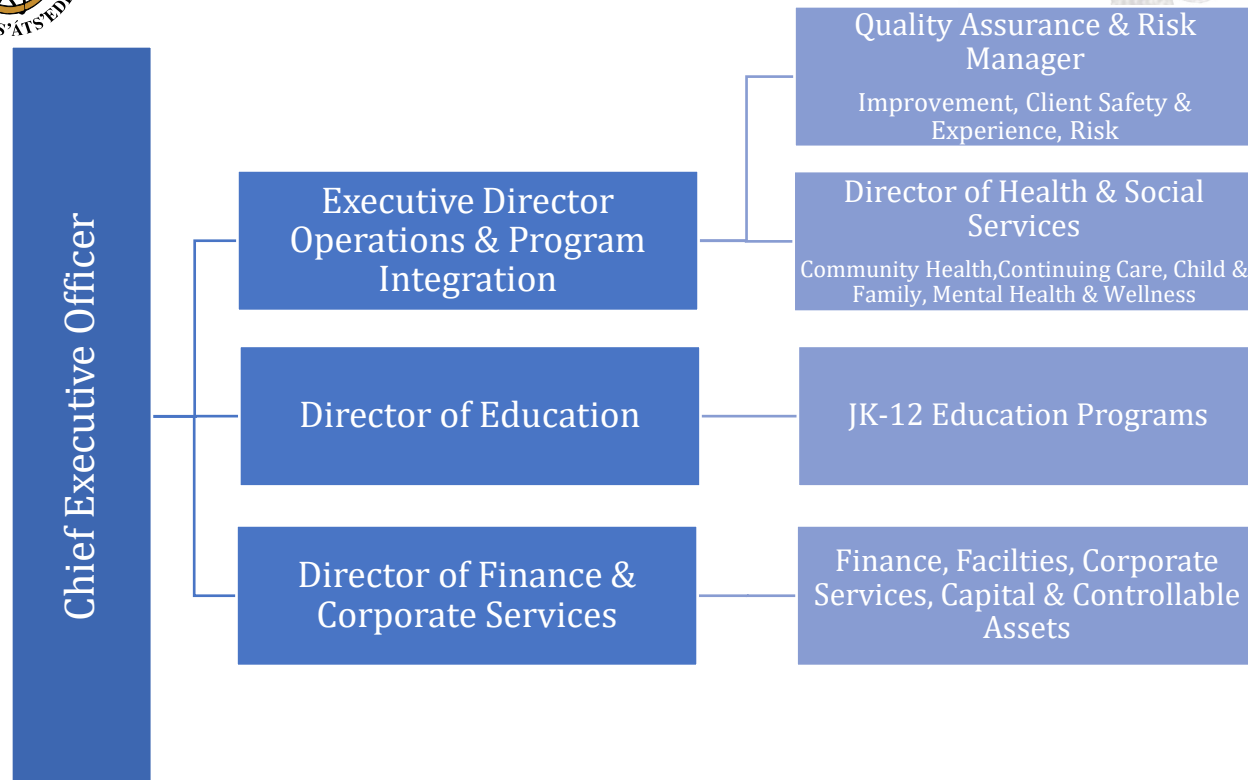 Chief Executive Officer
Executive Director
Operations & Program
Integration
Quality Assurance & Risk
Manager
Improvement, Client Safety &
Experience, Risk
Director of Health & Social
Services
Community Health,Continuing Care, Child &
Family, Mental Health & Wellness
Director of Education
JK-12 Education Programs
Director of Finance &
Corporate Services
Finance, Facilties, Corporate
Services, Capital & Controllable
Assets